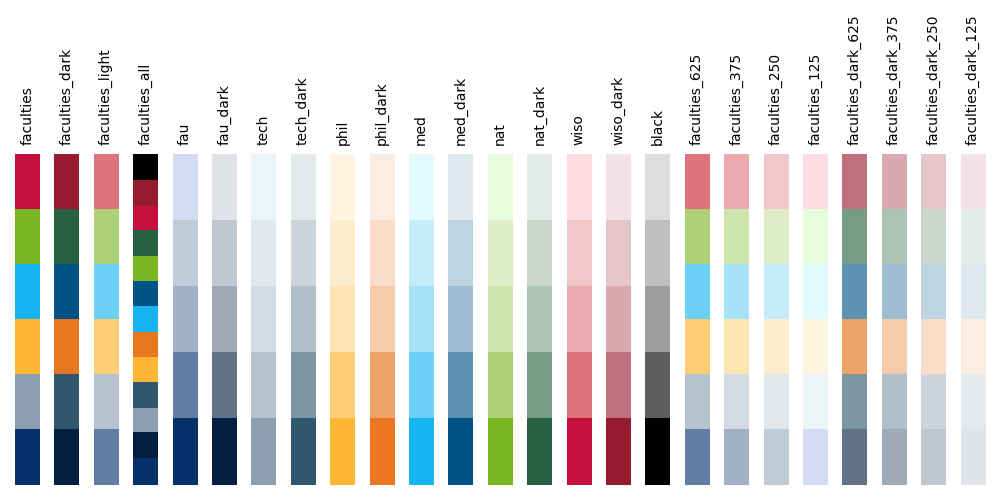 faculties
faculties_dark
faculties_light
faculties_all
fau
fau_dark
tech
tech_dark
phil
phil_dark
med
med_dark
nat
nat_dark
wiso
wiso_dark
black
faculties_625
faculties_375
faculties_250
faculties_125
faculties_dark_625
faculties_dark_375
faculties_dark_250
faculties_dark_125